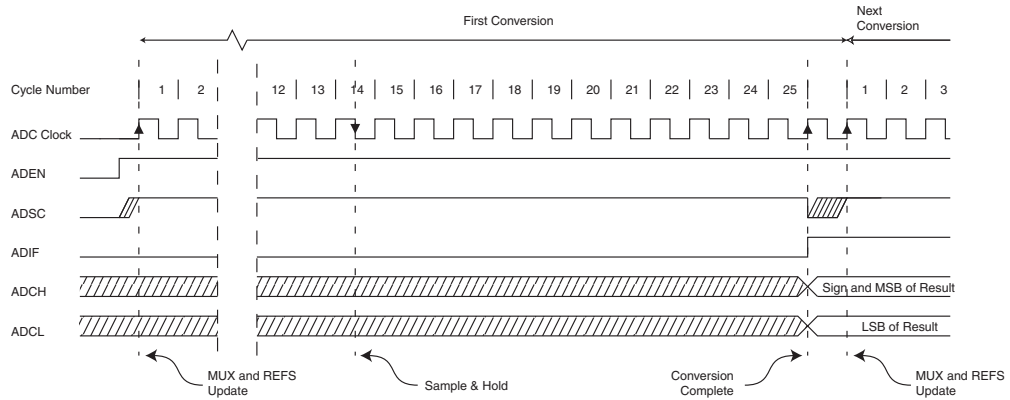 First Conversion
Next
Conversion
Cycle Number 1 2 12 13 14 15 16 17 18 19 20 21 22 23 24 25 1 2 3
ADC Clock
ADEN
ADSC
ADIF
ADCH Sign and MSB of Result
ADCL LSB of Result
MUX and REFS
Update
Sample & Hold
Conversion
Complete
MUX and REFS
Update